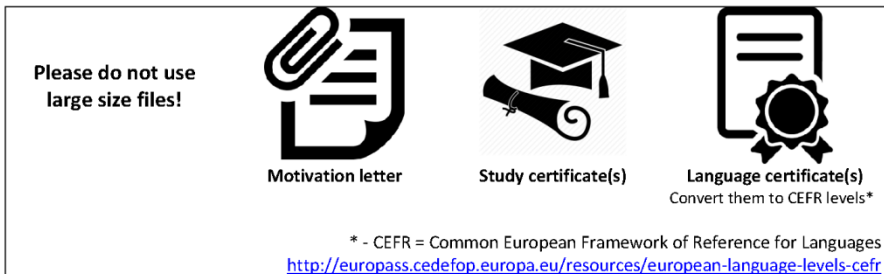 Please do not use
large size files!
Motivation letter
Study certificate(s)
Language certificate(s)
Convert them to CEFR levels*
* - CEFR = Common European Framework of Reference for Languages
http://europass.cedefop.europa.eu/resources/european-language-levels-cefr